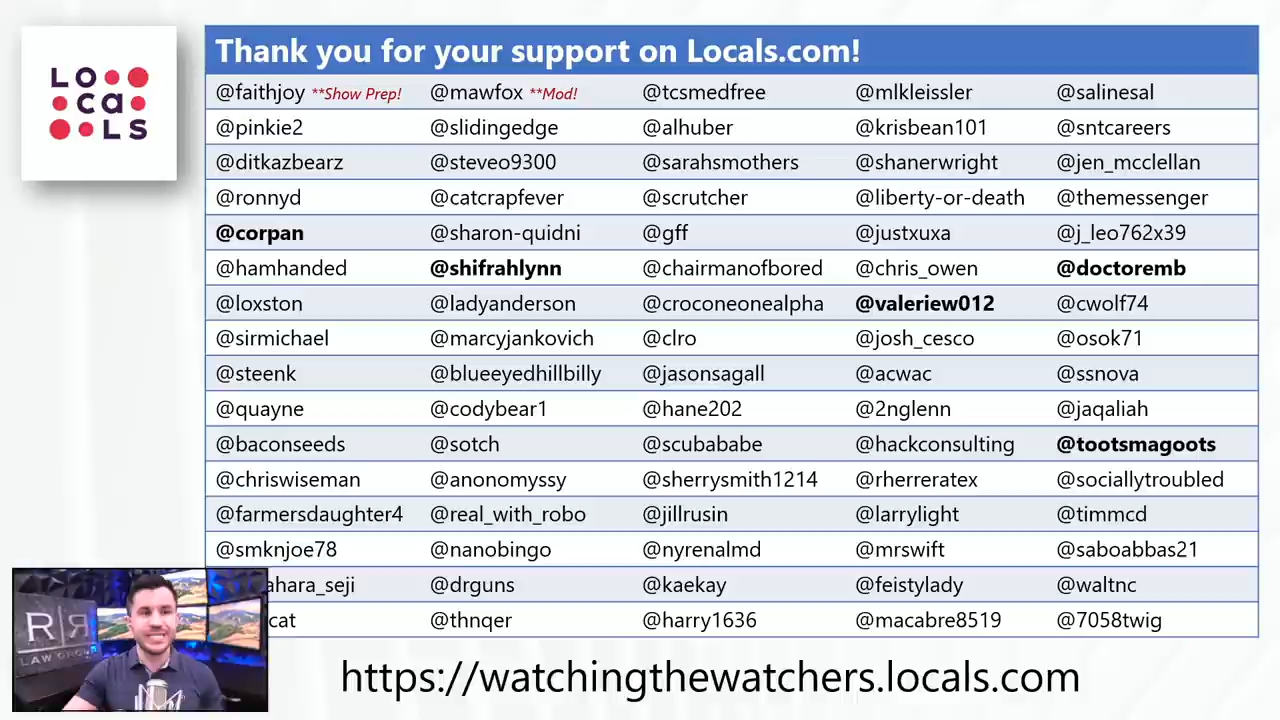 LO
Ca
LS
Thank you for your support on Locals.com!
@faithjoy **Show Prep! @mawfox **Mod! @tcsmedfree @mlkleissler @salinesal
@pinkie2 @slidingedge @alhuber @krisbean101 @sntcareers
@ditkazbearz @steveo9300 @sarahsmothers @shanerwright @jen_mcclellan
@ronnyd @catcrapfever @scrutcher @liberty-or-death @themessenger
@corpan @sharon-quidni @gff @justxuxa @j_leo762x39
@hamhanded @shifrahlynn @chairmanofbored @chris_owen @doctoremb
@loxston @ladyanderson @croconeonealpha @valeriew012 @cwolf74
@sirmichael @marcyjankovich @clro @josh_cesco @osok71
@steenk @blueeyedhillbilly @jasonsagall @acwac @ssnova
@quayne @codybear1 @hane202 @2nglenn @jaqaliah
@baconseeds @sotch @scubababe @hackconsulting @tootsmagoots
@chriswiseman @anonomyssy @sherrysmith1214 @rherreratex @sociallytroubled
@farmersdaughter4 @real_with_robo @jillrusin @larrylight @timmcd
@smknjoe78 @nanobingo @nyrenalmd @mrswift @saboabbas21
ahara_seji @drguns @kaekay @feistylady @waltnc
cat @thnqer @harry1636 @macabre8519 @7058twig
R|R
LAW GROUP
https://watchingthewatchers.locals.com